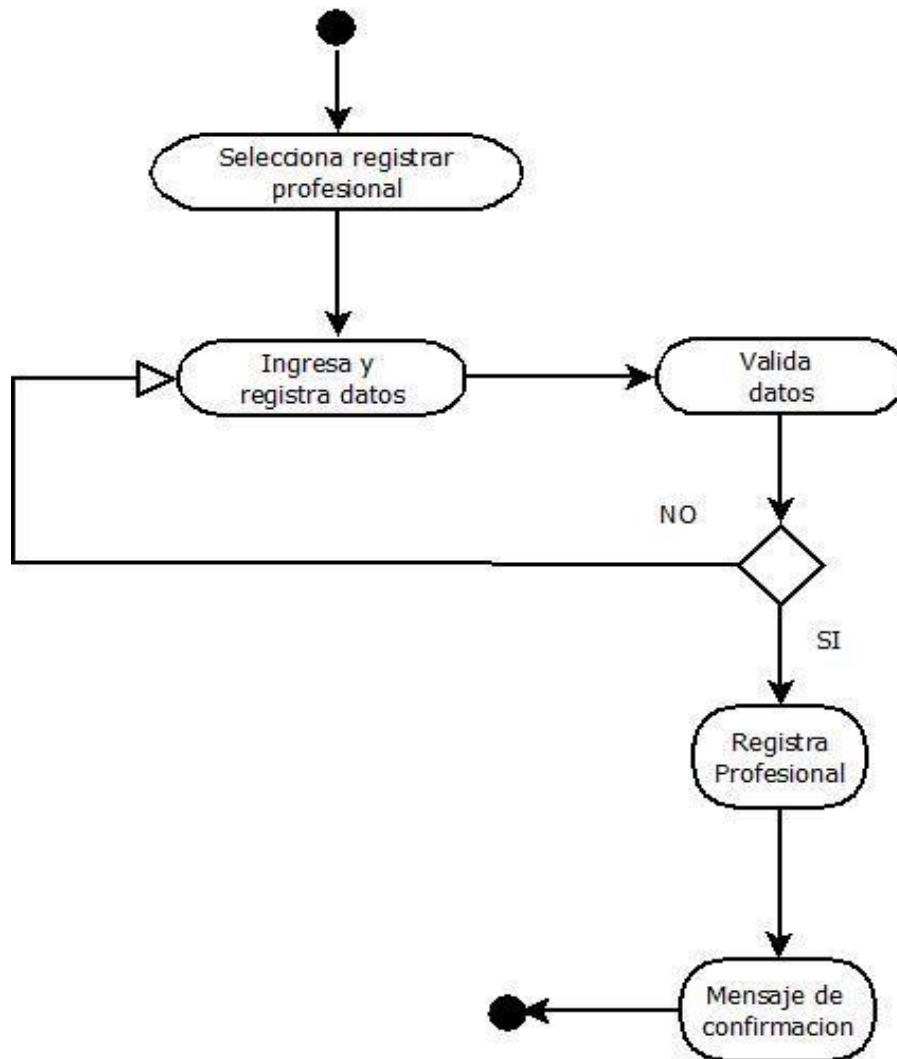 Selecciona registrar
profesional
Ingresa y
registra datos
Valida
datos
NO
SI
Registra
Profesional
Mensaje de
confirmacion